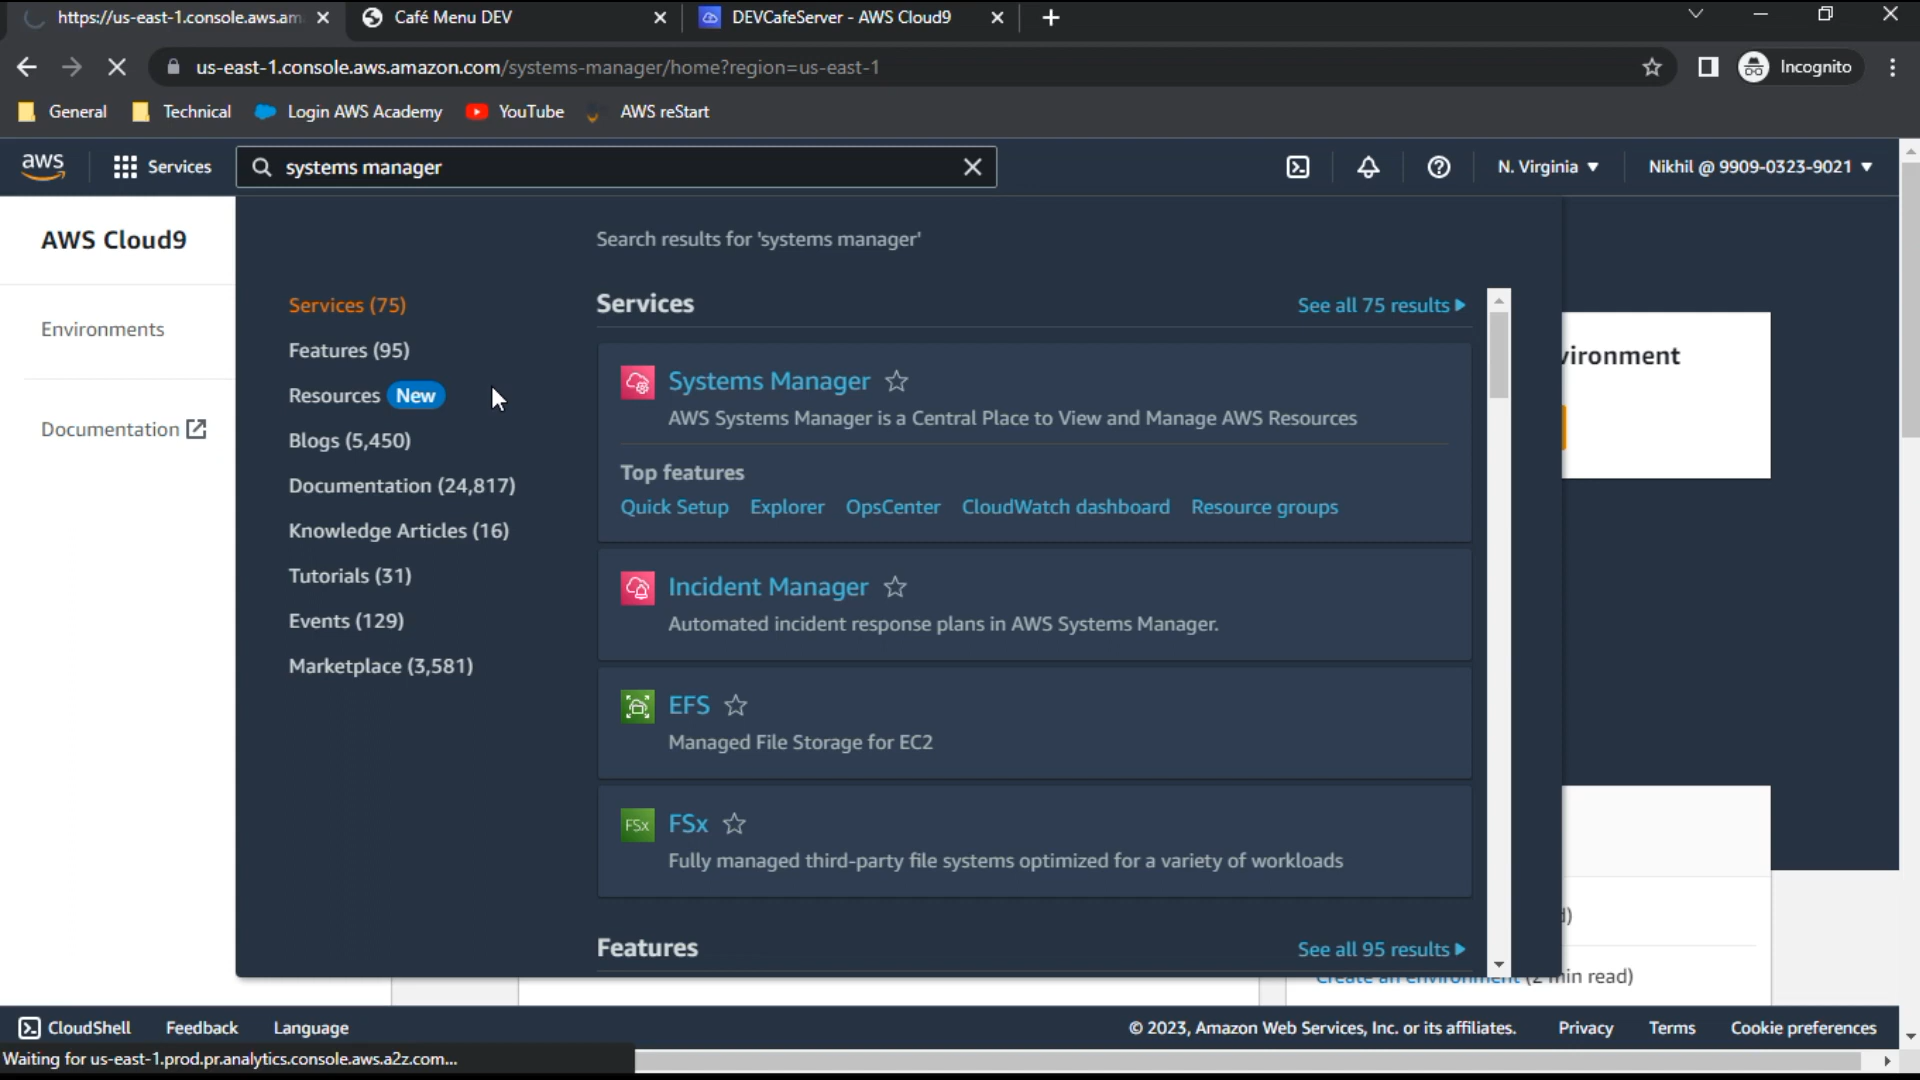 https://us-east-1.console.aws.am
Café Menu DEV
DEVCafeServer - AWS Cloud9
us-east-1.console.aws.amazon.com/systems-manager/home?region=us-east-1
Incognito
General
Technical
Login AWS Academy
YouTube
AWS reStart
aws
Services
systems manager
N. Virginia
Nikhil @ 9909-0323-9021
AWS Cloud9
Environments
Documentation
Search results for 'systems manager'
Services (75)
Features (95)
Resources New
Blogs (5,450)
Documentation (24,817)
Knowledge Articles (16)
Tutorials (31)
Events (129)
Marketplace (3,581)
Services
See all 75 results
Systems Manager
AWS Systems Manager is a Central Place to View and Manage AWS Resources
Top features
Quick Setup Explorer OpsCenter CloudWatch dashboard Resource groups
Incident Manager
Automated incident response plans in AWS Systems Manager.
EFS
Managed File Storage for EC2
FSx
FSx
Fully managed third-party file systems optimized for a variety of workloads
Features
See all 95 results
vironment
d)
Create an environment (2 min read)
CloudShell
Feedback
Language
© 2023, Amazon Web Services, Inc. or its affiliates.
Privacy
Terms
Cookie preferences
Waiting for us-east-1.prod.pr.analytics.console.aws.a2z.com...